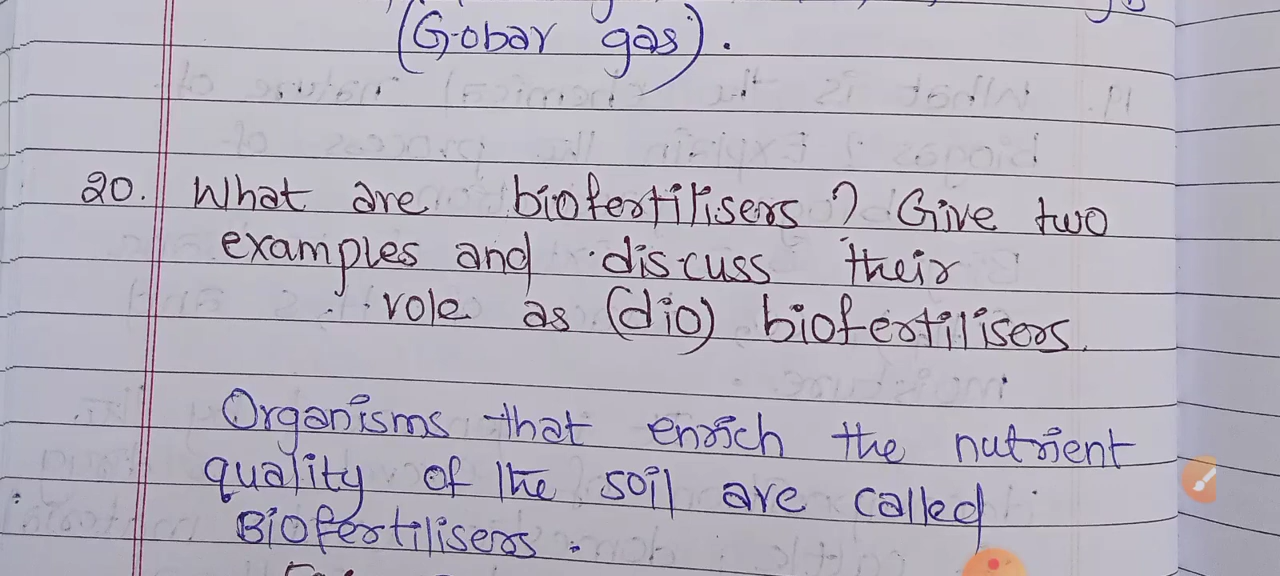 (Gobar gas).
20. What are biofertilisers? Give two
examples and discuss their
role as (dio) biofertilisers.
Organisms that enrich the nutrient
quality of the soil are called
Biofertilisers.